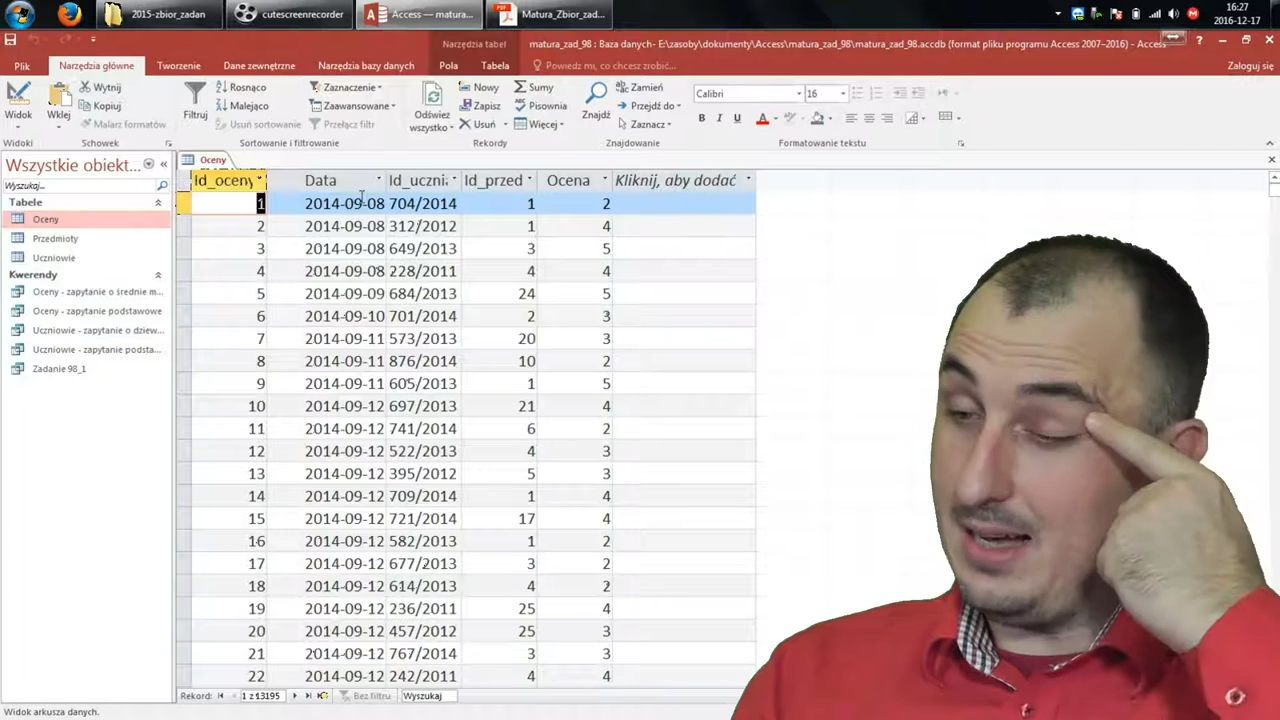 2015-zbior_zadan
cutescreenrecorder
Access — matura...
Matura_Zbior_zad...
16:27
2016-12-17
Narzędzia tabel
matura_zad_98 : Baza danych- E:\zasoby\dokumenty\Access\matura_zad_98\matura_zad_98.accdb (format pliku programu Access 2007–2016) - Access
Plik
Narzędzia główne
Tworzenie
Dane zewnętrzne
Narzędzia bazy danych
Pola
Tabela
Powiedz mi, co chcesz zrobić...
Zaloguj się
Widok
Wklej
Wytnij
Kopiuj
Malarz formatów
Filtruj
Rosnąco
Malejąco
Usuń sortowanie
Zaznaczenie
Zaawansowane
Przełącz filtr
Odśwież wszystko
Nowy
Zapisz
Usuń
Sumy
Pisownia
Więcej
Znajdź
Zamień
Przejdź do
Zaznacz
Calibri
16
B I U
A
Widoki
Schowek
Sortowanie i filtrowanie
Rekordy
Znajdowanie
Formatowanie tekstu
Wszystkie obiekt...
Wyszukaj...
Tabele
Oceny
Przedmioty
Uczniowie
Kwerendy
Oceny - zapytanie o średnie m...
Oceny - zapytanie podstawowe
Uczniowie - zapytanie o dziew...
Uczniowie - zapytanie podsta...
Zadanie 98_1
Oceny
Id_oceny Data Id_ucznia Id_przed Ocena Kliknij, aby dodać
1 2014-09-08 704/2014 1 2
2 2014-09-08 312/2012 1 4
3 2014-09-08 649/2013 3 5
4 2014-09-08 228/2011 4 4
5 2014-09-09 684/2013 24 5
6 2014-09-10 701/2014 2 3
7 2014-09-11 573/2013 20 3
8 2014-09-11 876/2014 10 2
9 2014-09-11 605/2013 1 5
10 2014-09-12 697/2013 21 4
11 2014-09-12 741/2014 6 2
12 2014-09-12 522/2013 4 3
13 2014-09-12 395/2012 5 3
14 2014-09-12 709/2014 1 4
15 2014-09-12 721/2014 17 4
16 2014-09-12 582/2013 1 2
17 2014-09-12 677/2013 3 2
18 2014-09-12 614/2013 4 2
19 2014-09-12 236/2011 25 4
20 2014-09-12 457/2012 25 3
21 2014-09-12 767/2014 3 3
22 2014-09-12 242/2011 4 4
Rekord: 1 z 13195
Bez filtru
Wyszukaj
Widok arkusza danych.